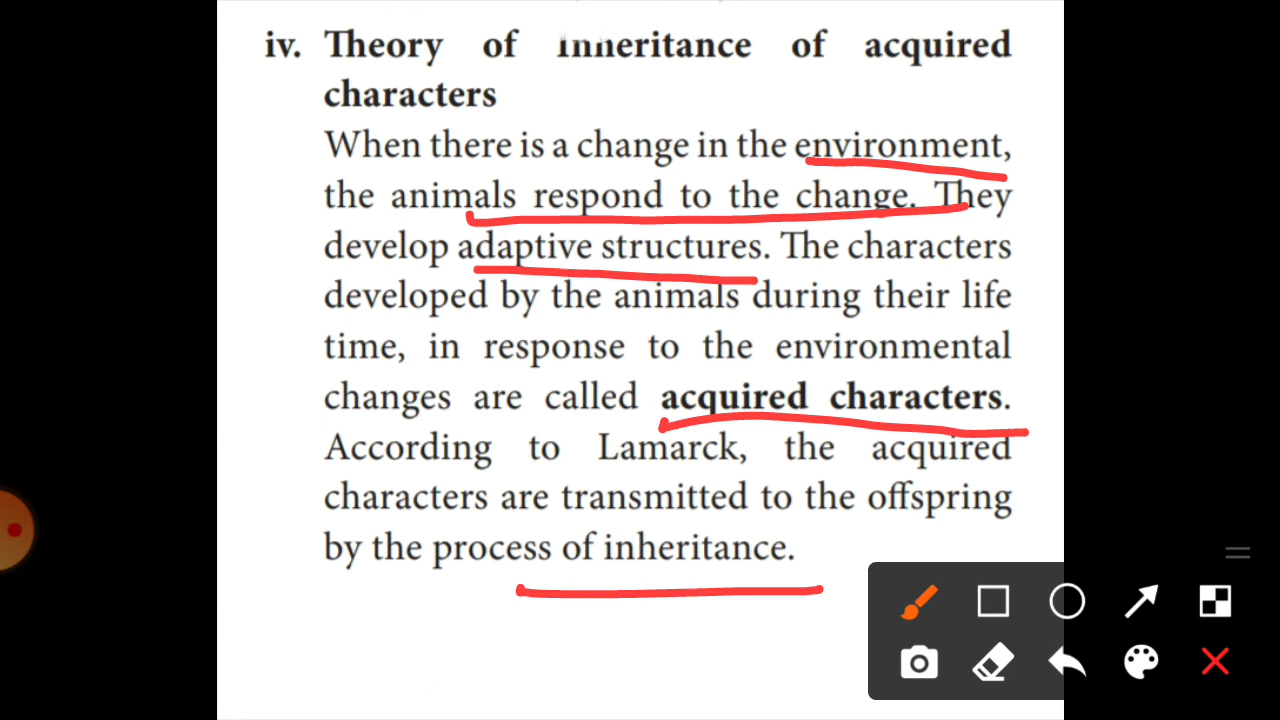 iv. Theory of Inheritance of acquired
characters
When there is a change in the environment,
the animals respond to the change. They
develop adaptive structures. The characters
developed by the animals during their life
time, in response to the environmental
changes are called acquired characters.
According to Lamarck, the acquired
characters are transmitted to the offspring
by the process of inheritance.